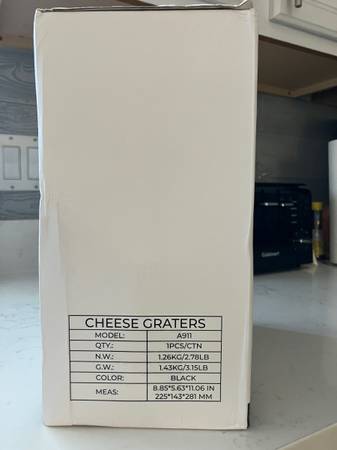 CHEESE GRATERS
MODEL: A911
QTY.: 1PCS/CTN
N.W.: 1.26KG/2.78LB
G.W.: 1.43KG/3.15LB
COLOR: BLACK
MEAS: 8.85*5.63*11.06 IN
225*143*281 MM